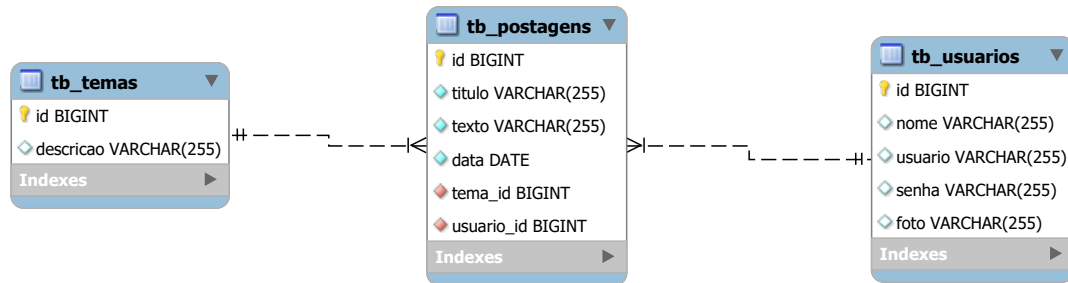 tb_temas
id BIGINT
descricao VARCHAR(255)
Indexes
tb_postagens
id BIGINT
titulo VARCHAR(255)
texto VARCHAR(255)
data DATE
tema_id BIGINT
usuario_id BIGINT
Indexes
tb_usuarios
id BIGINT
nome VARCHAR(255)
usuario VARCHAR(255)
senha VARCHAR(255)
foto VARCHAR(255)
Indexes